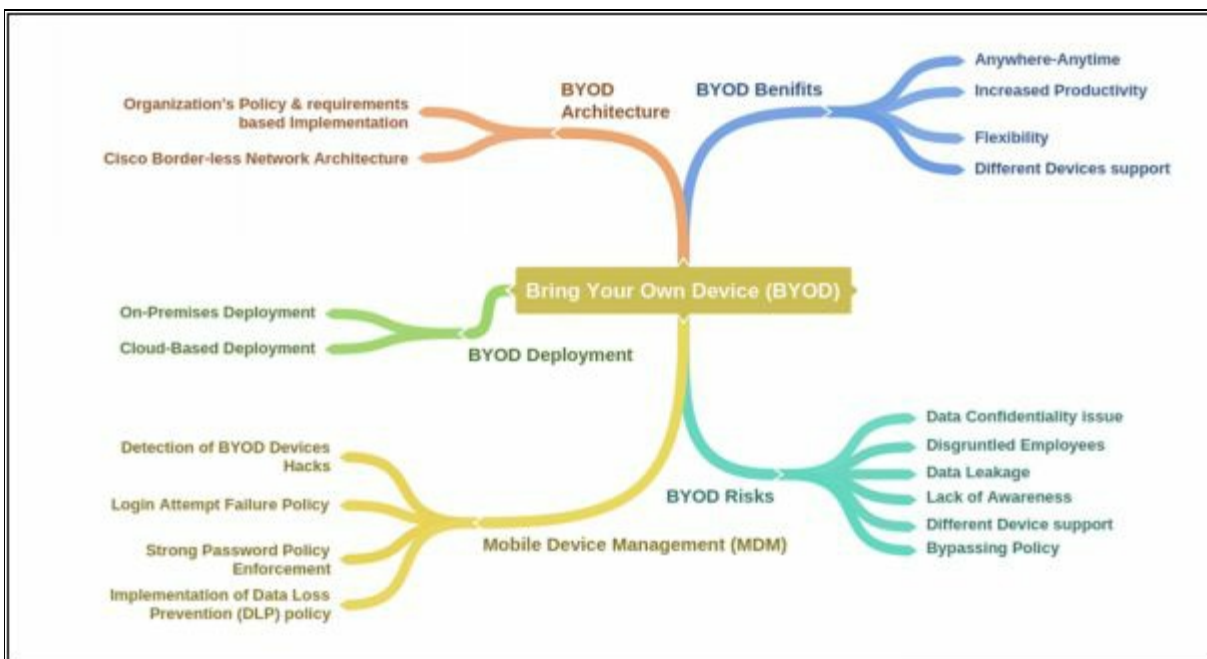 BYOD
Architecture
Organization's Policy & requirements
based Implementation
Cisco Border-less Network Architecture
BYOD Benifits
Anywhere-Anytime
Increased Productivity
Flexibility
Different Devices support
Bring Your Own Device (BYOD)
On-Premises Deployment
Cloud-Based Deployment
BYOD Deployment
Detection of BYOD Devices
Hacks
Login Attempt Failure Policy
Strong Password Policy
Enforcement
Implementation of Data Loss
Prevention (DLP) policy
Mobile Device Management (MDM)
BYOD Risks
Data Confidentiality issue
Disgruntled Employees
Data Leakage
Lack of Awareness
Different Device support
Bypassing Policy